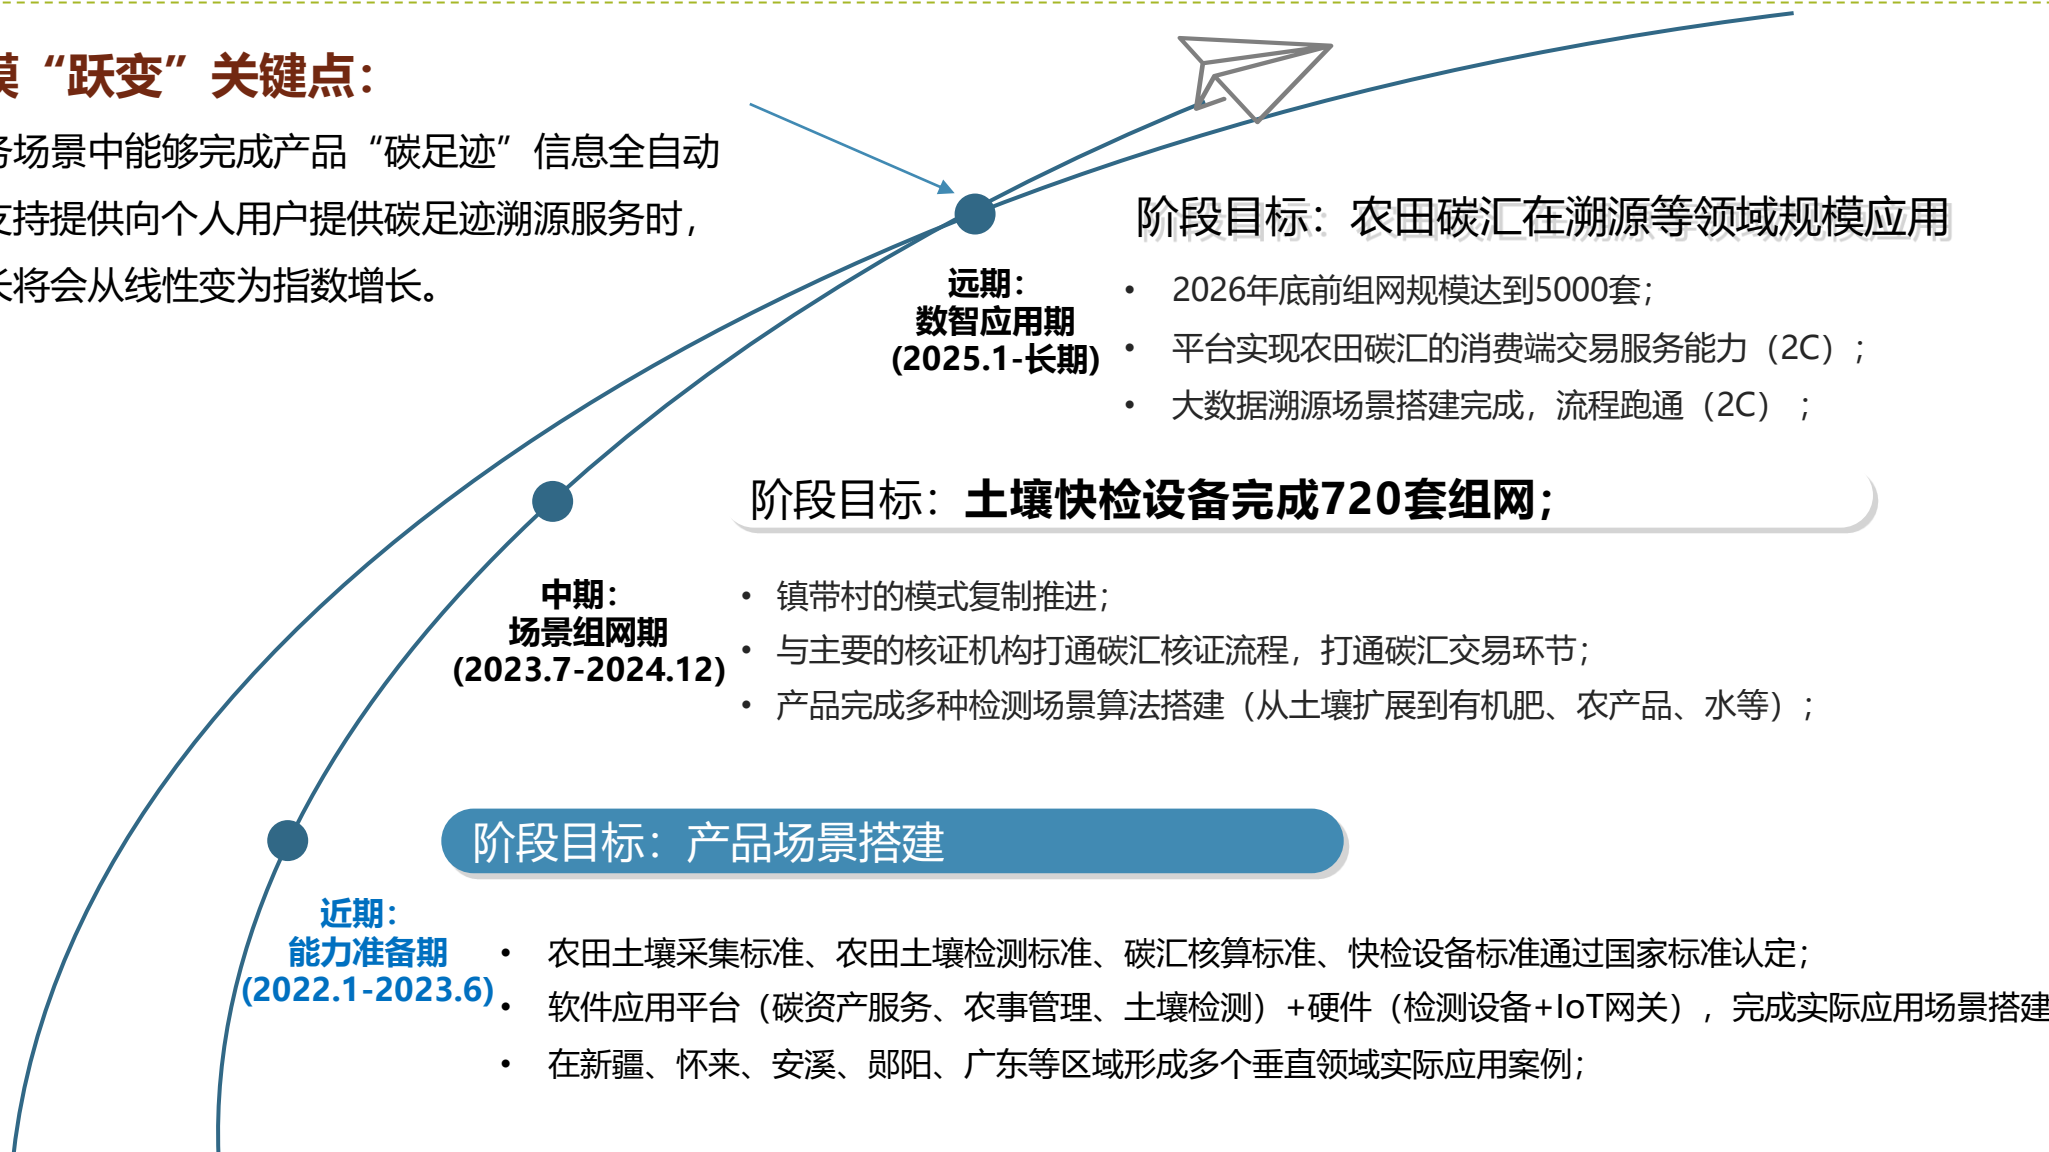 模“跃变”关键点：
务场景中能够完成产品“碳足迹”信息全自动
支持提供向个人用户提供碳足迹溯源服务时，
长将会从线性变为指数增长。
阶段目标：农田碳汇在溯源等领域规模应用
远期：
数智应用期
(2025.1-长期)
• 2026年底前组网规模达到5000套；
• 平台实现农田碳汇的消费端交易服务能力（2C）；
• 大数据溯源场景搭建完成，流程跑通（2C） ；
阶段目标：土壤快检设备完成720套组网；
中期：
场景组网期
(2023.7-2024.12)
• 镇带村的模式复制推进；
• 与主要的核证机构打通碳汇核证流程，打通碳汇交易环节；
• 产品完成多种检测场景算法搭建（从土壤扩展到有机肥、农产品、水等）；
阶段目标：产品场景搭建
近期：
能力准备期
(2022.1-2023.6)
• 农田土壤采集标准、农田土壤检测标准、碳汇核算标准、快检设备标准通过国家标准认定；
• 软件应用平台（碳资产服务、农事管理、土壤检测）+硬件（检测设备+IoT网关），完成实际应用场景搭建
• 在新疆、怀来、安溪、郧阳、广东等区域形成多个垂直领域实际应用案例；